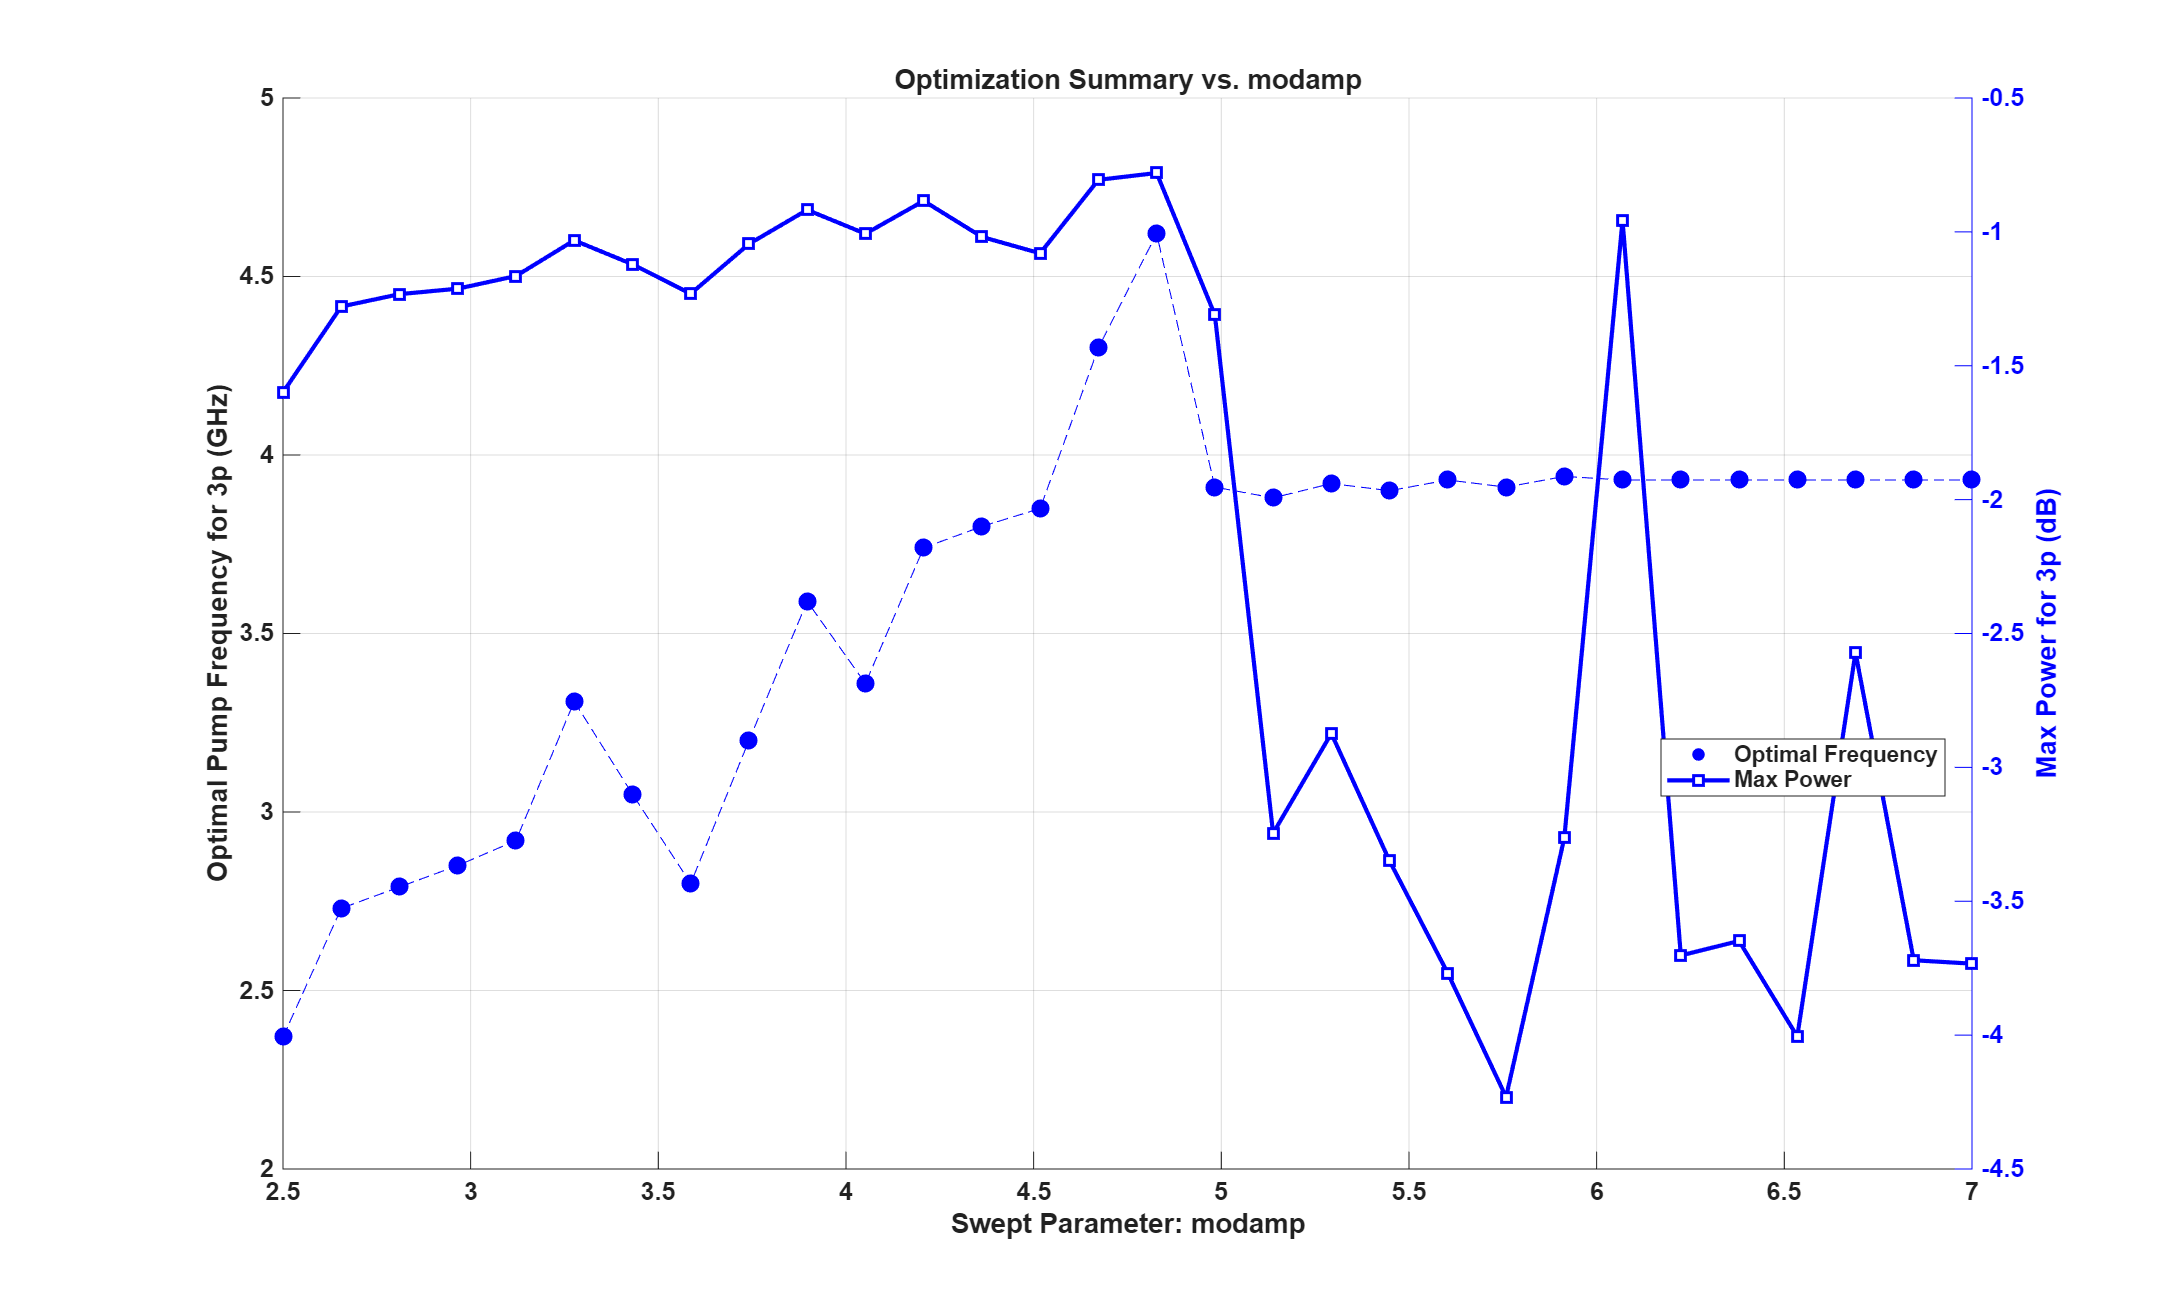 Optimization Summary vs. modamp
5
4.5
4
3.5
3
2.5
2
Optimal Pump Frequency for 3p (GHz)
-0.5
-1
-1.5
-2
-2.5
-3
-3.5
-4
-4.5
Max Power for 3p (dB)
Optimal Frequency
Max Power
2.5 3 3.5 4 4.5 5 5.5 6 6.5 7
Swept Parameter: modamp